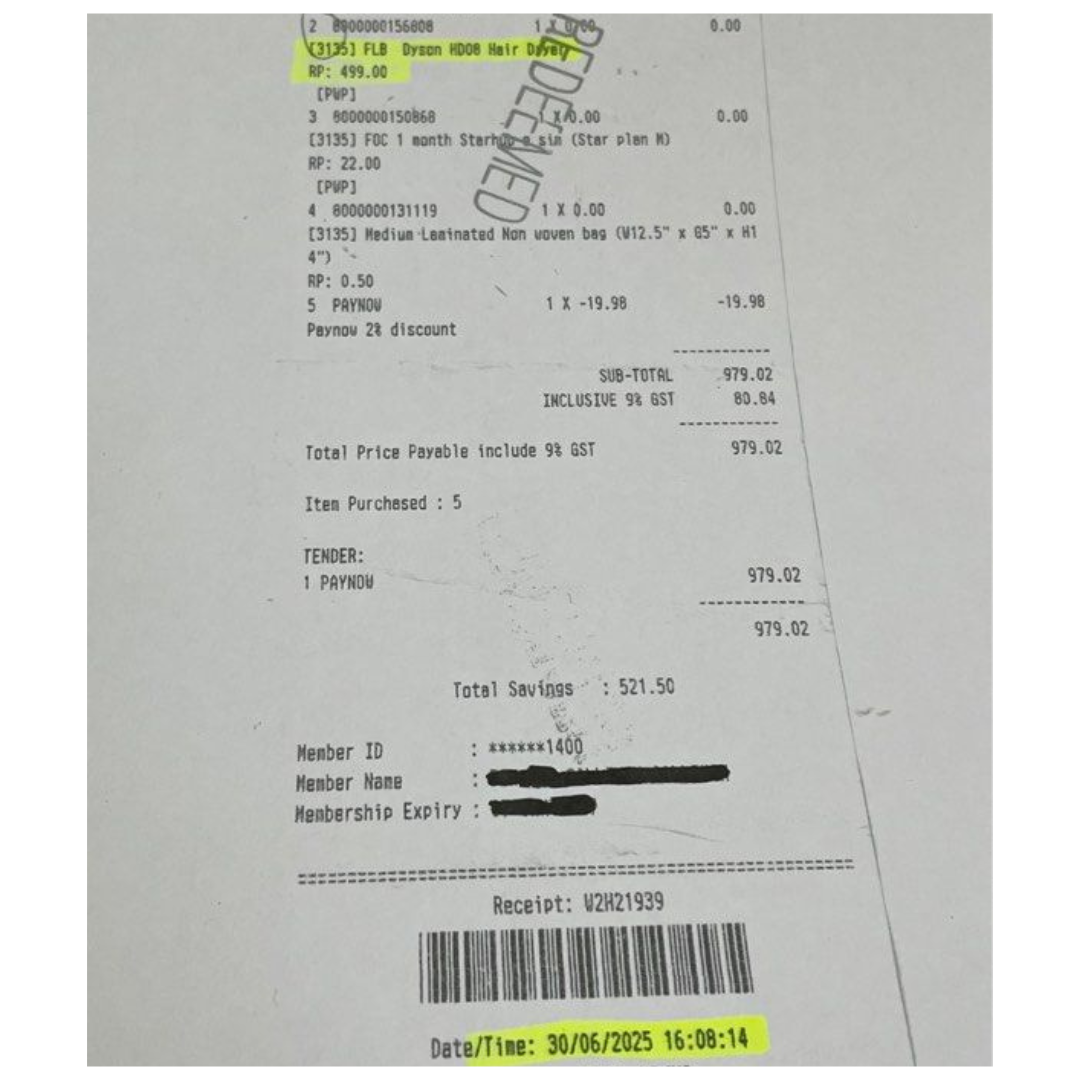 2 8000000156808 1 X 0.00 0.00
[3135] FLB Dyson HD08 Hair Dryer
RP: 499.00
[PWP]
3 8000000150868 1 X 0.00 0.00
[3135] FOC 1 month StarHub e sim (Star plan M)
RP: 22.00
[PWP]
4 8000000131119 1 X 0.00 0.00
[3135] Medium Laminated Non woven bag (W12.5" x G5" x H1
4")
RP: 0.50
5 PAYNOW 1 X -19.98 -19.98
Paynow 2% discount
REDEEMED
------------
SUB-TOTAL 979.02
INCLUSIVE 9% GST 80.84
------------
Total Price Payable include 9% GST 979.02
Item Purchased : 5
TENDER:
1 PAYNOW 979.02
------------
979.02
Total Savings : 521.50
Member ID : ******1400
Member Name :
Membership Expiry :
Receipt: W2H21939
Date/Time: 30/06/2025 16:08:14